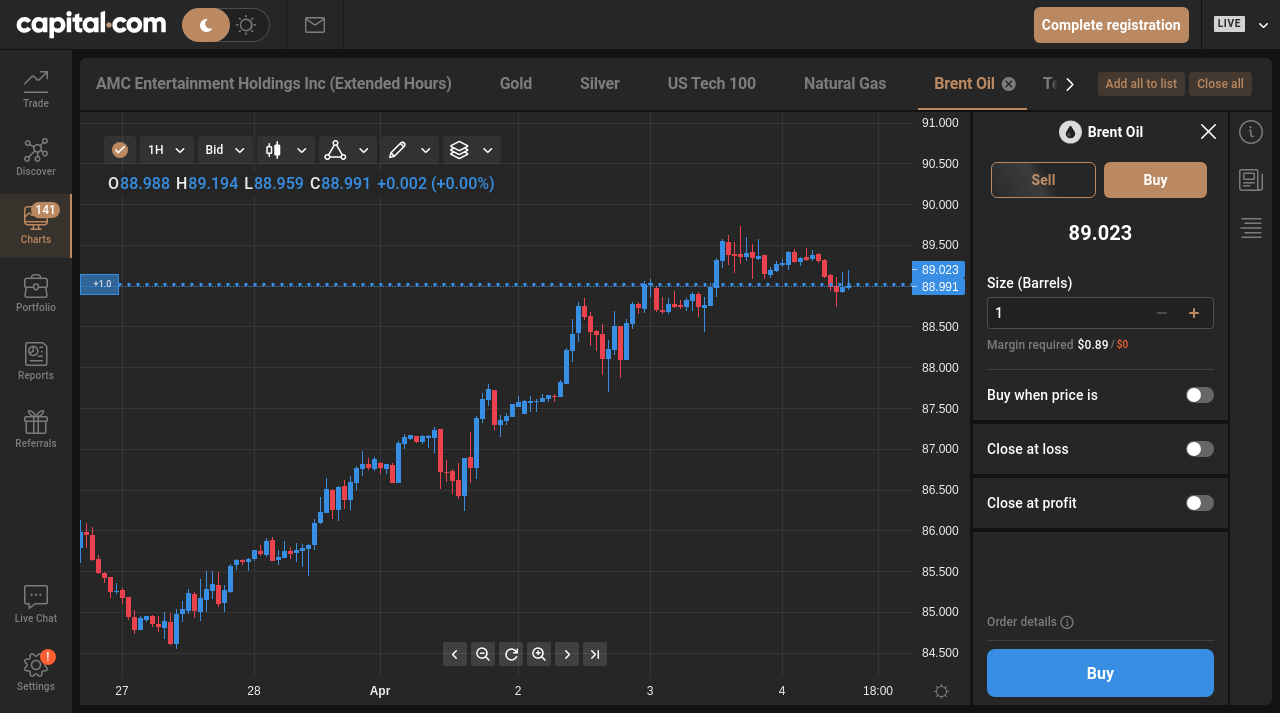 capital.com
Complete registration
LIVE
AMC Entertainment Holdings Inc (Extended Hours)
Gold
Silver
US Tech 100
Natural Gas
Brent Oil
Add all to list
Close all
Trade
Discover
141
Charts
Portfolio
Reports
Referrals
Live Chat
!
Settings
1H
Bid
O88.988 H89.194 L88.959 C88.991 +0.002 (+0.00%)
+1.0
91.000
90.500
90.000
89.500
89.023
88.991
88.500
88.000
87.500
87.000
86.500
86.000
85.500
85.000
84.500
27 28 Apr 2 3 4 18:00
Brent Oil
Sell
Buy
89.023
Size (Barrels)
1
Margin required $0.89 / $0
Buy when price is
Close at loss
Close at profit
Order details
Buy